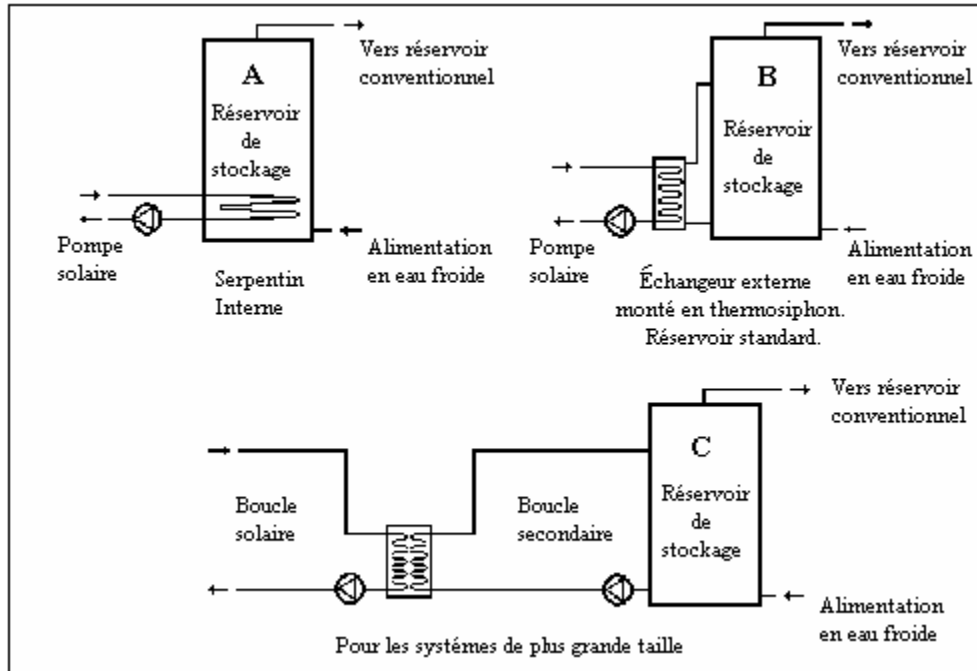 Vers réservoir
conventionnel
A
Réservoir
de
stockage
Pompe
solaire
Alimentation
en eau froide
Serpentin
Interne
Vers réservoir
conventionnel
B
Réservoir
de
stockage
Pompe
solaire
Alimentation
en eau froide
Échangeur externe
monté en thermosiphon.
Réservoir standard.
Vers réservoir
conventionnel
C
Réservoir
de
stockage
Boucle
solaire
Boucle
secondaire
Alimentation
en eau froide
Pour les systémes de plus grande taille